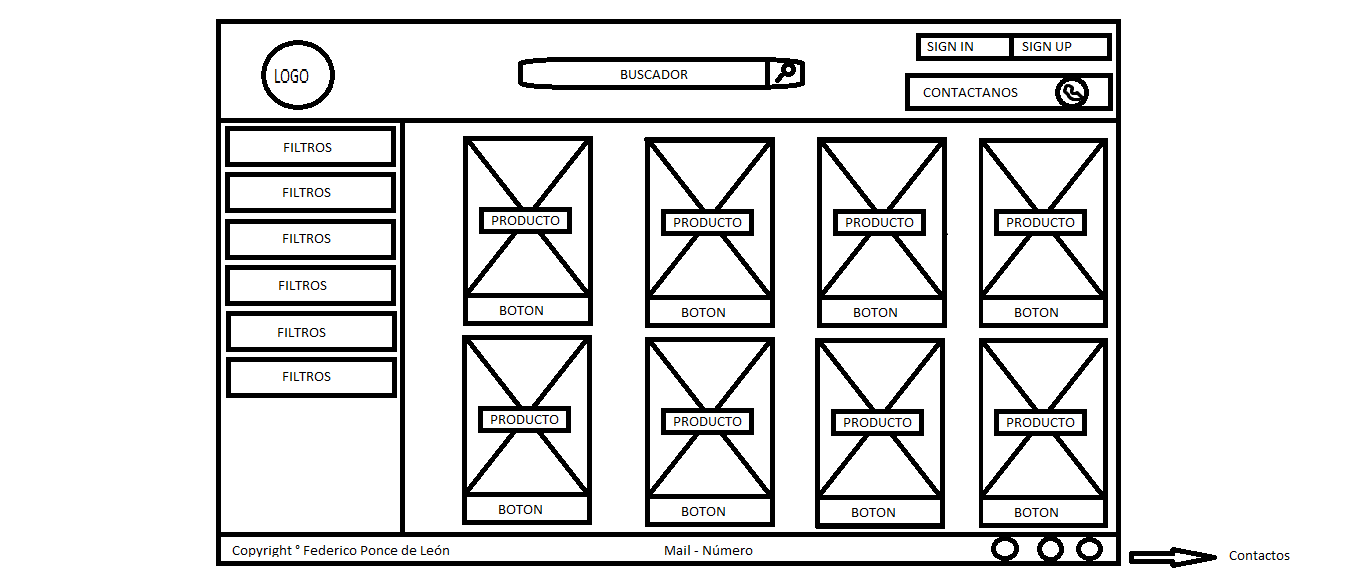 LOGO
BUSCADOR
SIGN IN
SIGN UP
CONTACTANOS
FILTROS
FILTROS
FILTROS
FILTROS
FILTROS
FILTROS
PRODUCTO
PRODUCTO
PRODUCTO
PRODUCTO
BOTON
BOTON
BOTON
BOTON
PRODUCTO
PRODUCTO
PRODUCTO
PRODUCTO
BOTON
BOTON
BOTON
BOTON
Copyright ° Federico Ponce de León
Mail - Número
Contactos